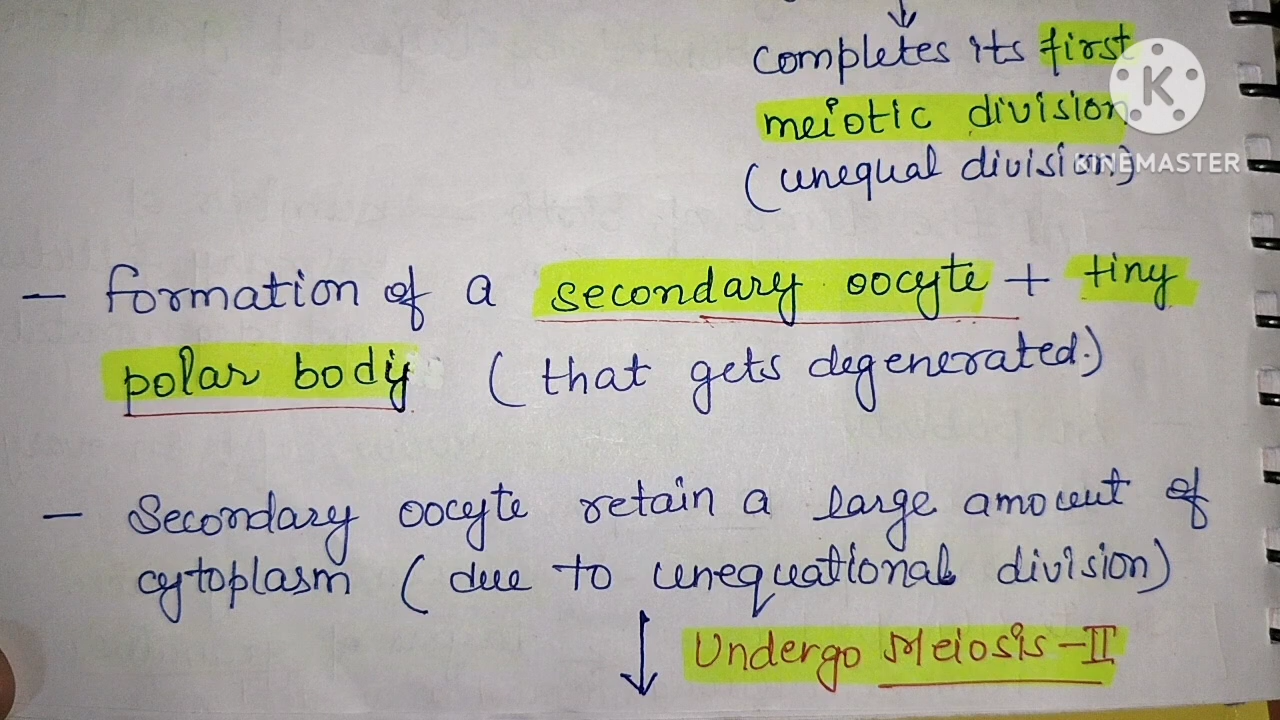 completes its first
meiotic division
(unequal division)
K
KINEMASTER
– formation of a secondary oocyte + tiny
polar body (that gets degenerated.)
– Secondary oocyte retain a large amount of
cytoplasm (due to unequational division)
↓ Undergo Meiosis-II